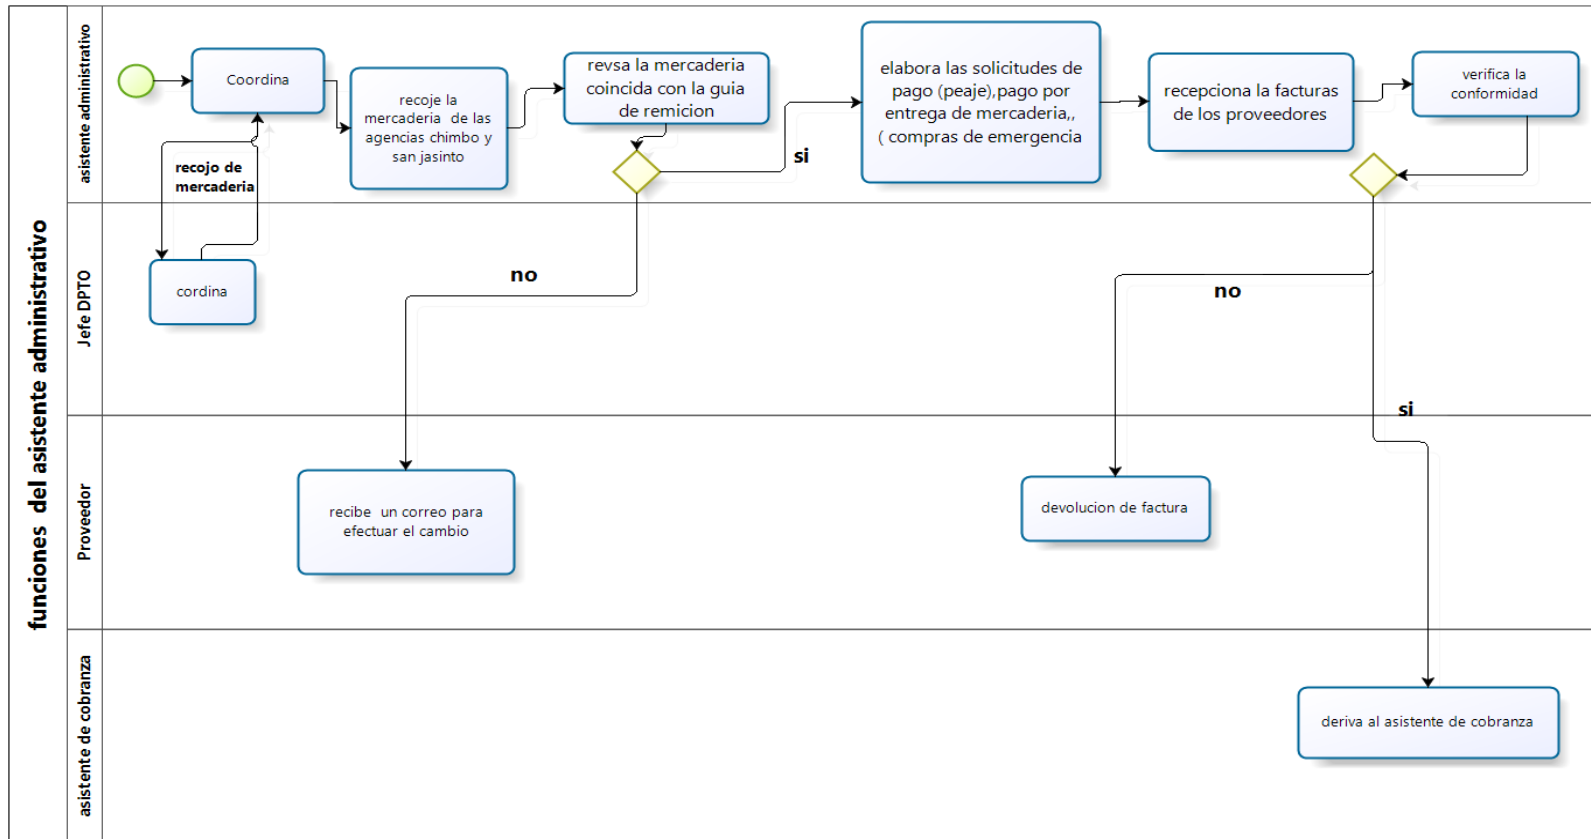 funciones del asistente administrativo
asistente administrativo
Coordina
recoje la
mercaderia de las
agencias chimbo y
san jasinto
revsa la mercaderia
coincida con la guia
de remicion
elabora las solicitudes de
pago (peaje),pago por
entrega de mercaderia,,
( compras de emergencia
recepciona la facturas
de los proveedores
verifica la
conformidad
si
recojo de
mercaderia
Jefe DPTO
cordina
no
no
si
Proveedor
recibe un correo para
efectuar el cambio
devolucion de factura
asistente de cobranza
deriva al asistente de cobranza